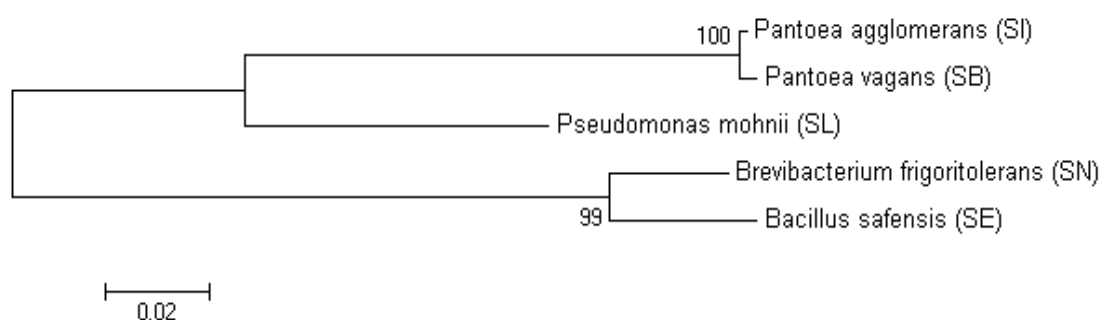 100
Pantoea agglomerans (SI)
Pantoea vagans (SB)
Pseudomonas mohnii (SL)
Brevibacterium frigoritolerans (SN)
99
Bacillus safensis (SE)
0.02